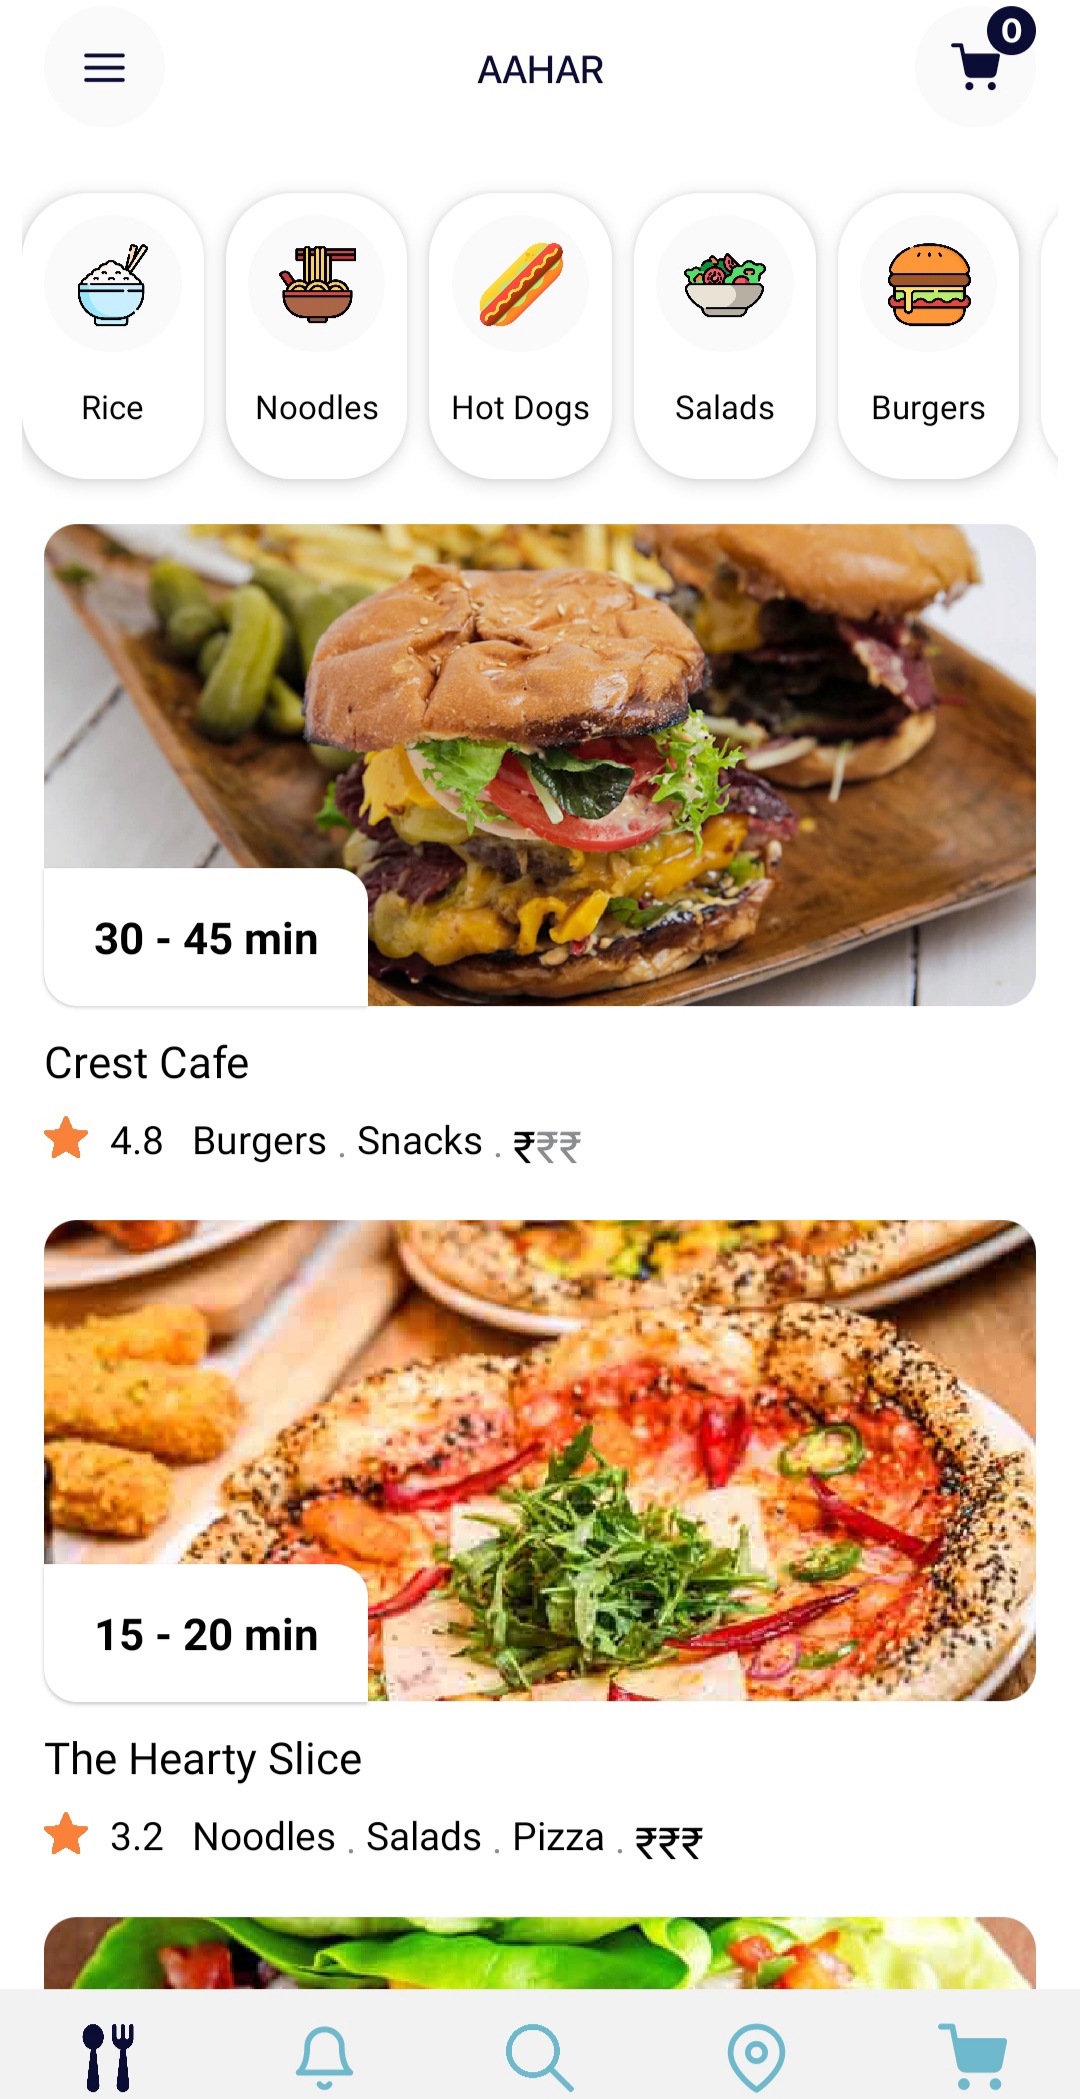 AAHAR
0
Rice
Noodles
Hot Dogs
Salads
Burgers
30 - 45 min
Crest Cafe
4.8 Burgers . Snacks . ₹₹₹
15 - 20 min
The Hearty Slice
3.2 Noodles . Salads . Pizza . ₹₹₹